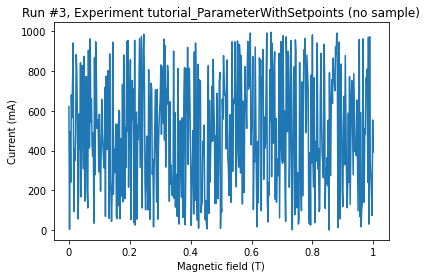 Run #3, Experiment tutorial_ParameterWithSetpoints (no sample)
1000
800
600
400
200
0
Current (mA)
0 0.2 0.4 0.6 0.8 1
Magnetic field (T)